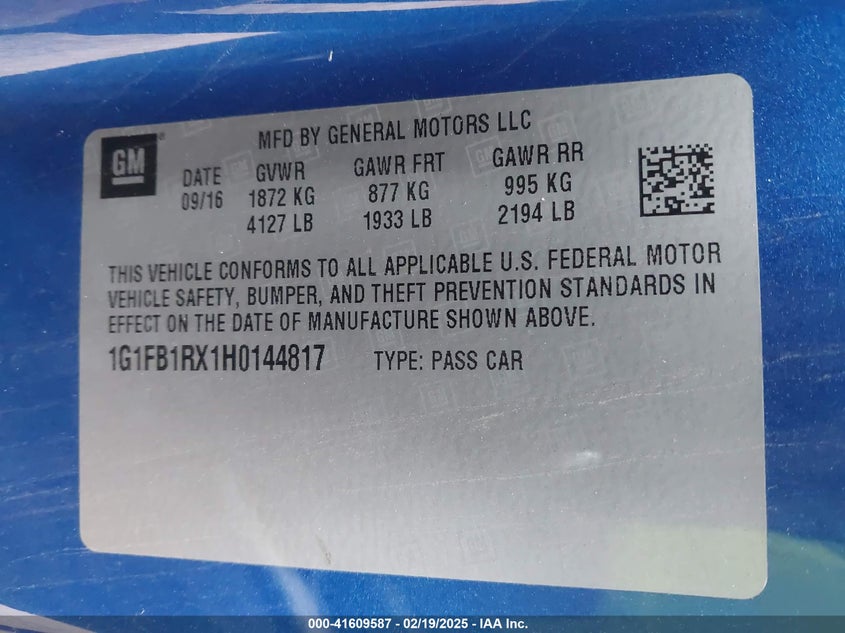 GM
MFD BY GENERAL MOTORS LLC
DATE GVWR GAWR FRT GAWR RR
09/16 1872 KG 877 KG 995 KG
4127 LB 1933 LB 2194 LB
THIS VEHICLE CONFORMS TO ALL APPLICABLE U.S. FEDERAL MOTOR
VEHICLE SAFETY, BUMPER, AND THEFT PREVENTION STANDARDS IN
EFFECT ON THE DATE OF MANUFACTURE SHOWN ABOVE.
1G1FB1RX1H0144817 TYPE: PASS CAR
000-41609587 - 02/19/2025 - IAA Inc.